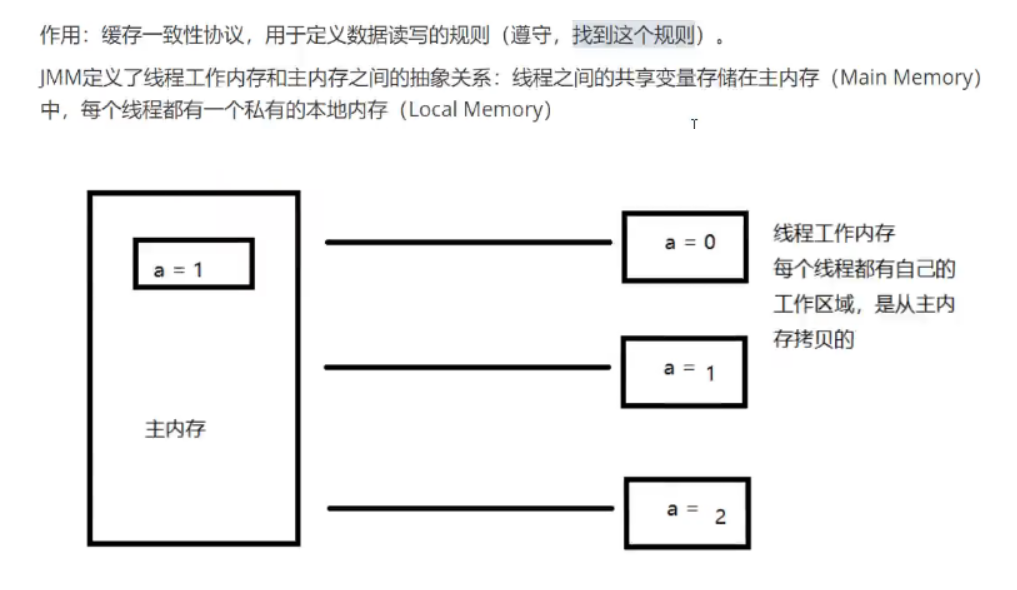 作用：缓存一致性协议，用于定义数据读写的规则（遵守，找到这个规则）。
JMM定义了线程工作内存和主内存之间的抽象关系：线程之间的共享变量存储在主内存（Main Memory）
中，每个线程都有一个私有的本地内存（Local Memory）
a = 1
主内存
a = 0
a = 1
a = 2
线程工作内存
每个线程都有自己的
工作区域，是从主内
存拷贝的